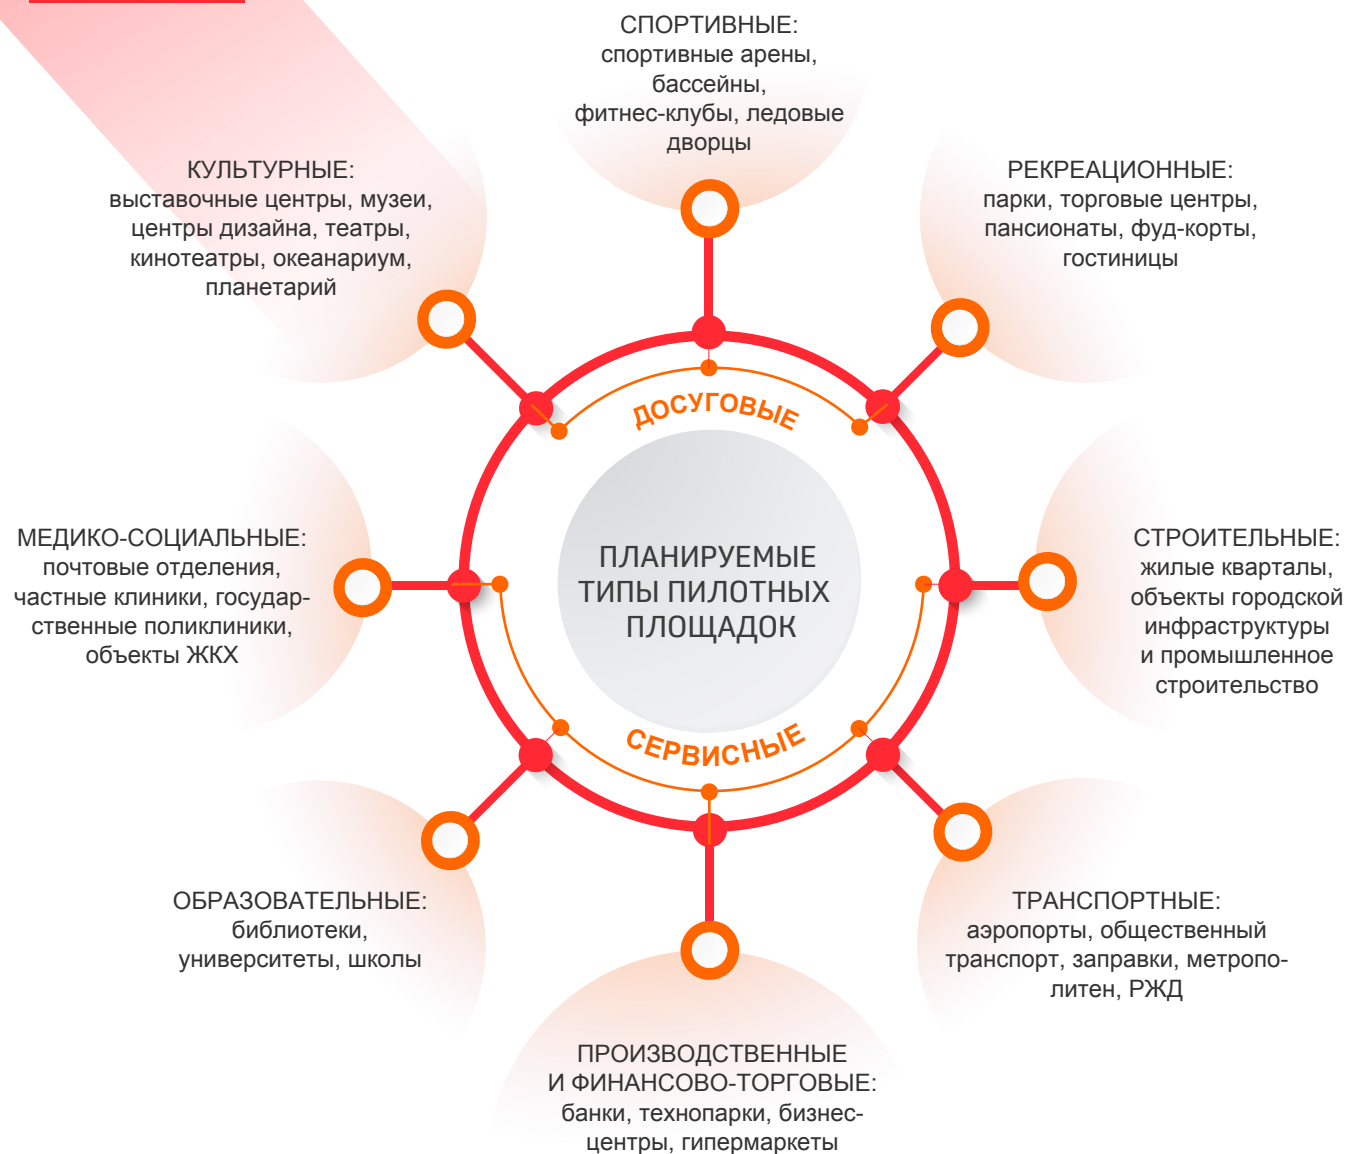 СПОРТИВНЫЕ:
спортивные арены,
бассейны,
фитнес-клубы, ледовые
дворцы
КУЛЬТУРНЫЕ:
выставочные центры, музеи,
центры дизайна, театры,
кинотеатры, океанариум,
планетарий
РЕКРЕАЦИОННЫЕ:
парки, торговые центры,
пансионаты, фуд-корты,
гостиницы
ДОСУГОВЫЕ
МЕДИКО-СОЦИАЛЬНЫЕ:
почтовые отделения,
частные клиники, государ-
ственные поликлиники,
объекты ЖКХ
ПЛАНИРУЕМЫЕ
ТИПЫ ПИЛОТНЫХ
ПЛОЩАДОК
СТРОИТЕЛЬНЫЕ:
жилые кварталы,
объекты городской
инфраструктуры
и промышленное
строительство
СЕРВИСНЫЕ
ОБРАЗОВАТЕЛЬНЫЕ:
библиотеки,
университеты, школы
ТРАНСПОРТНЫЕ:
аэропорты, общественный
транспорт, заправки, метропо-
литен, РЖД
ПРОИЗВОДСТВЕННЫЕ
И ФИНАНСОВО-ТОРГОВЫЕ:
банки, технопарки, бизнес-
центры, гипермаркеты